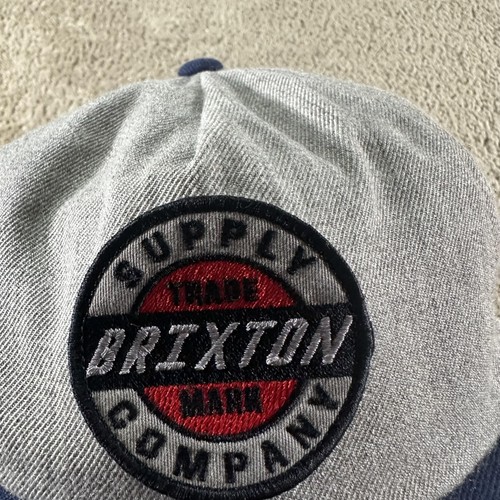 SUPPLY
TRADE
BRIXTON
MARK
COMPANY